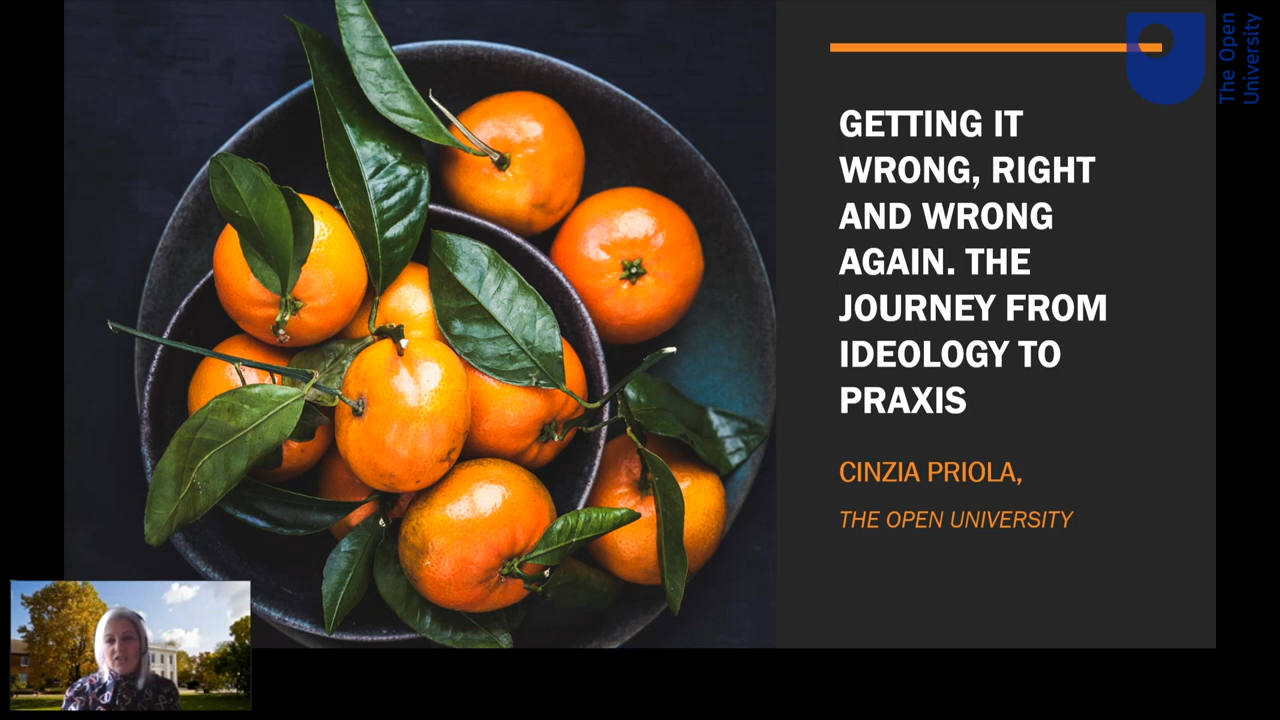 GETTING IT
WRONG, RIGHT
AND WRONG
AGAIN. THE
JOURNEY FROM
IDEOLOGY TO
PRAXIS
CINZIA PRIOLA,
THE OPEN UNIVERSITY
The Open
University